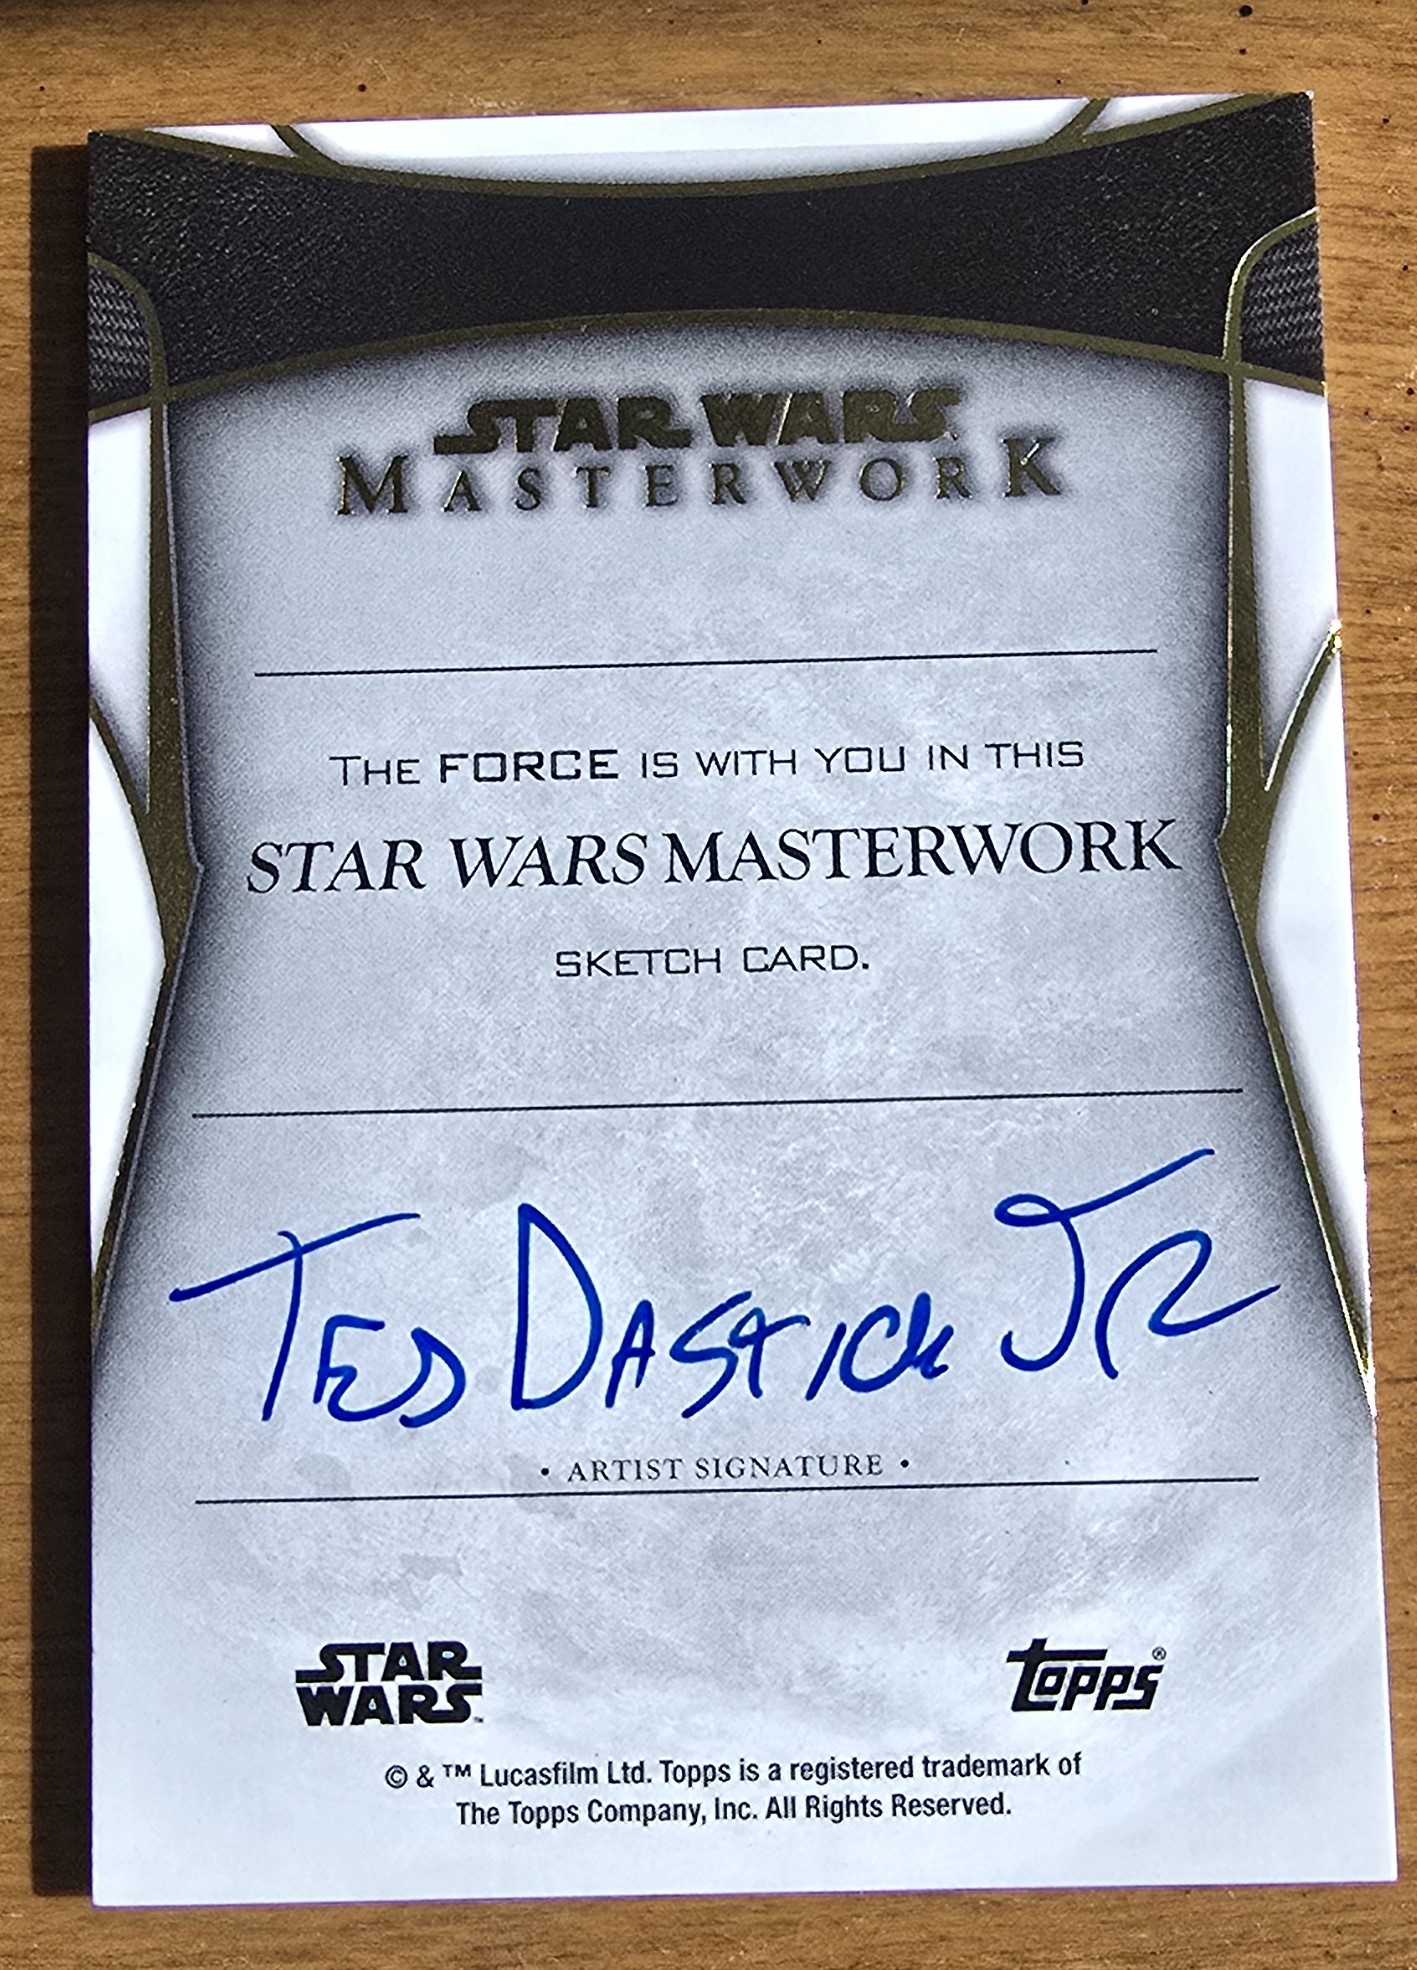 STAR WARS
MASTERWORK
THE FORCE IS WITH YOU IN THIS
STAR WARS MASTERWORK
SKETCH CARD.
TED DASTICK JR
• ARTIST SIGNATURE •
STAR
WARS™
TOPPS®
© & ™ Lucasfilm Ltd. Topps is a registered trademark of
The Topps Company, Inc. All Rights Reserved.